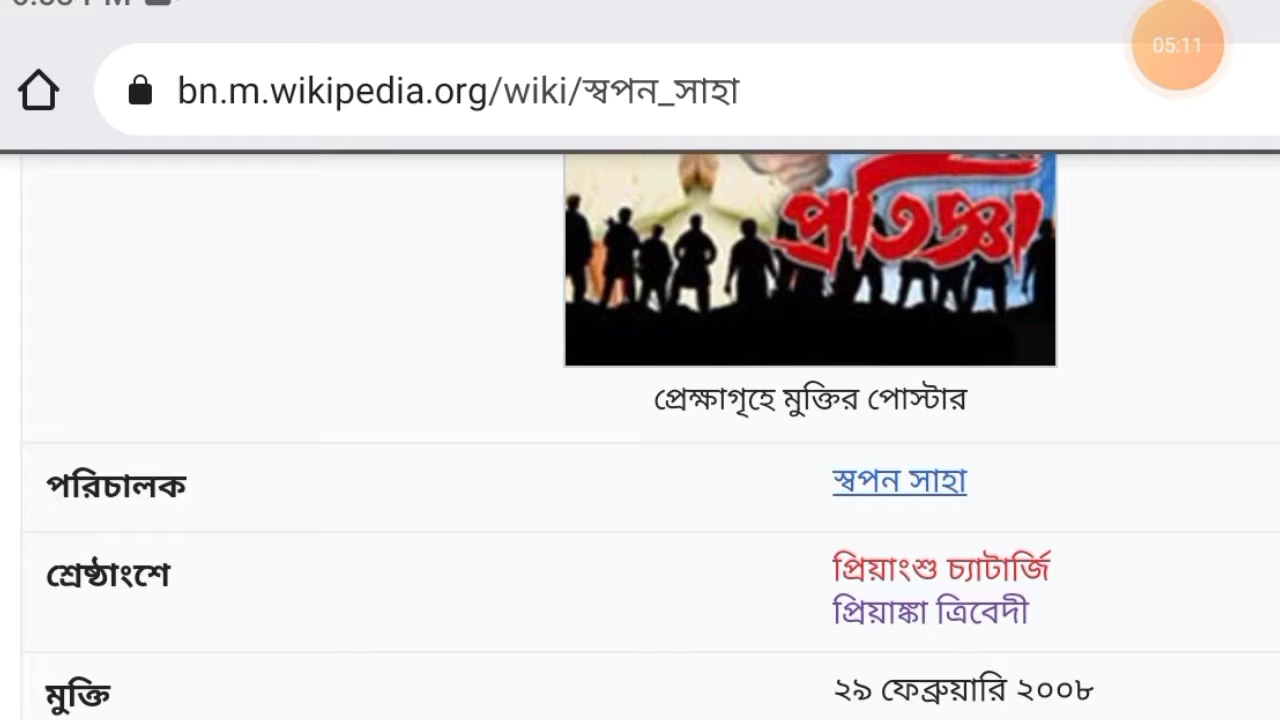 05:11
bn.m.wikipedia.org/wiki/স্বপন_সাহা
প্রতিজ্ঞা
প্রেক্ষাগৃহে মুক্তির পোস্টার
পরিচালক
স্বপন সাহা
শ্রেষ্ঠাংশে
প্রিয়াংশু চ্যাটার্জি
প্রিয়াঙ্কা ত্রিবেদী
মুক্তি
২৯ ফেব্রুয়ারি ২০০৮